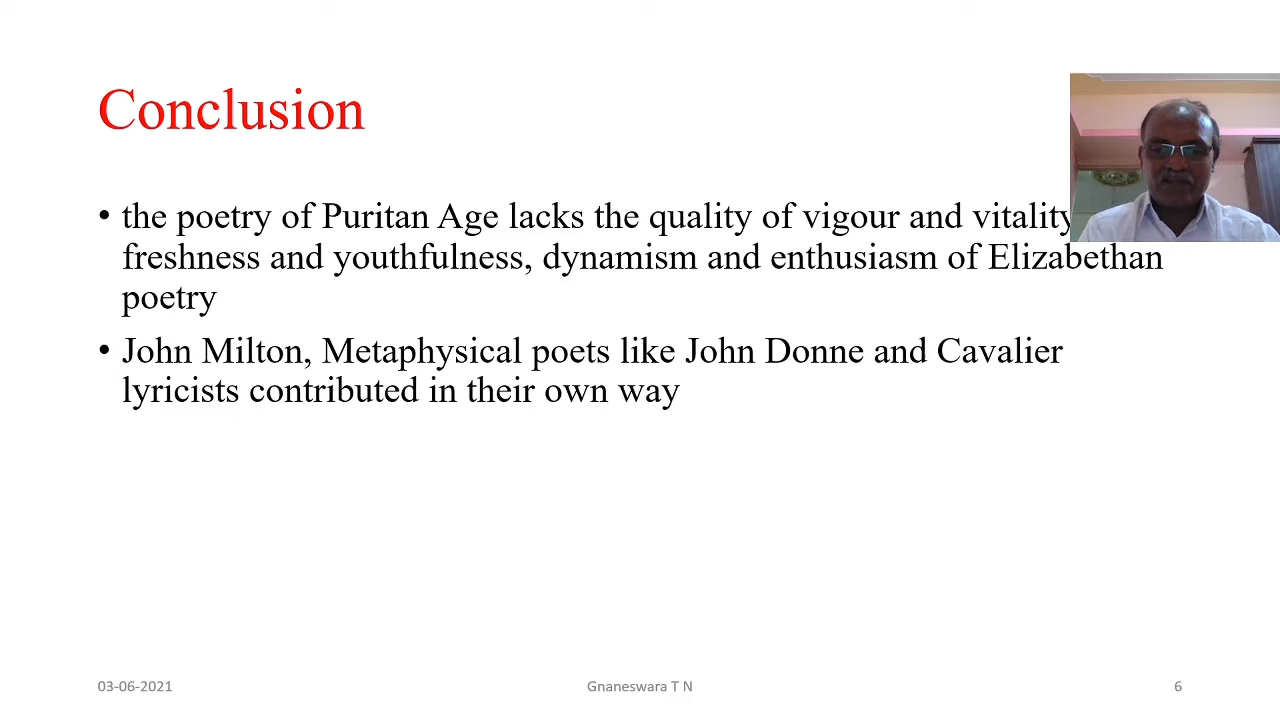 Conclusion
• the poetry of Puritan Age lacks the quality of vigour and vitality
freshness and youthfulness, dynamism and enthusiasm of Elizabethan
poetry
• John Milton, Metaphysical poets like John Donne and Cavalier
lyricists contributed in their own way
03-06-2021 Gnaneswara T N 6